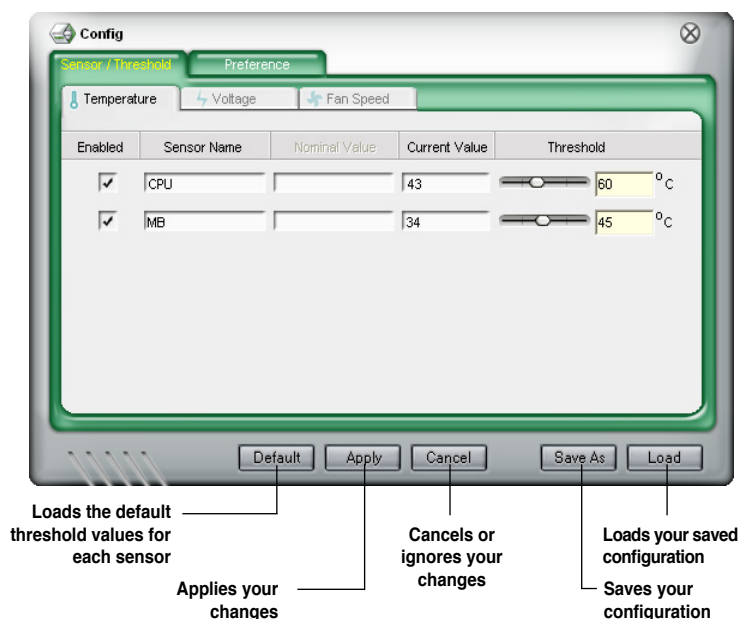 Config
Sensor / Threshold Preference
Temperature Voltage Fan Speed
Enabled Sensor Name Nominal Value Current Value Threshold
CPU 43 60 °C
MB 34 45 °C
Default Apply Cancel Save As Load
Loads the default
threshold values for
each sensor
Applies your
changes
Cancels or
ignores your
changes
Loads your saved
configuration
Saves your
configuration